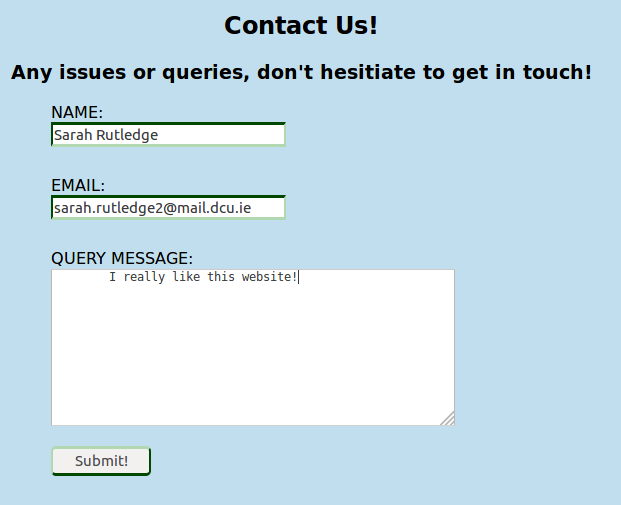 Contact Us!
Any issues or queries, don't hesitiate to get in touch!
NAME:
Sarah Rutledge
EMAIL:
sarah.rutledge2@mail.dcu.ie
QUERY MESSAGE:
I really like this website!
Submit!